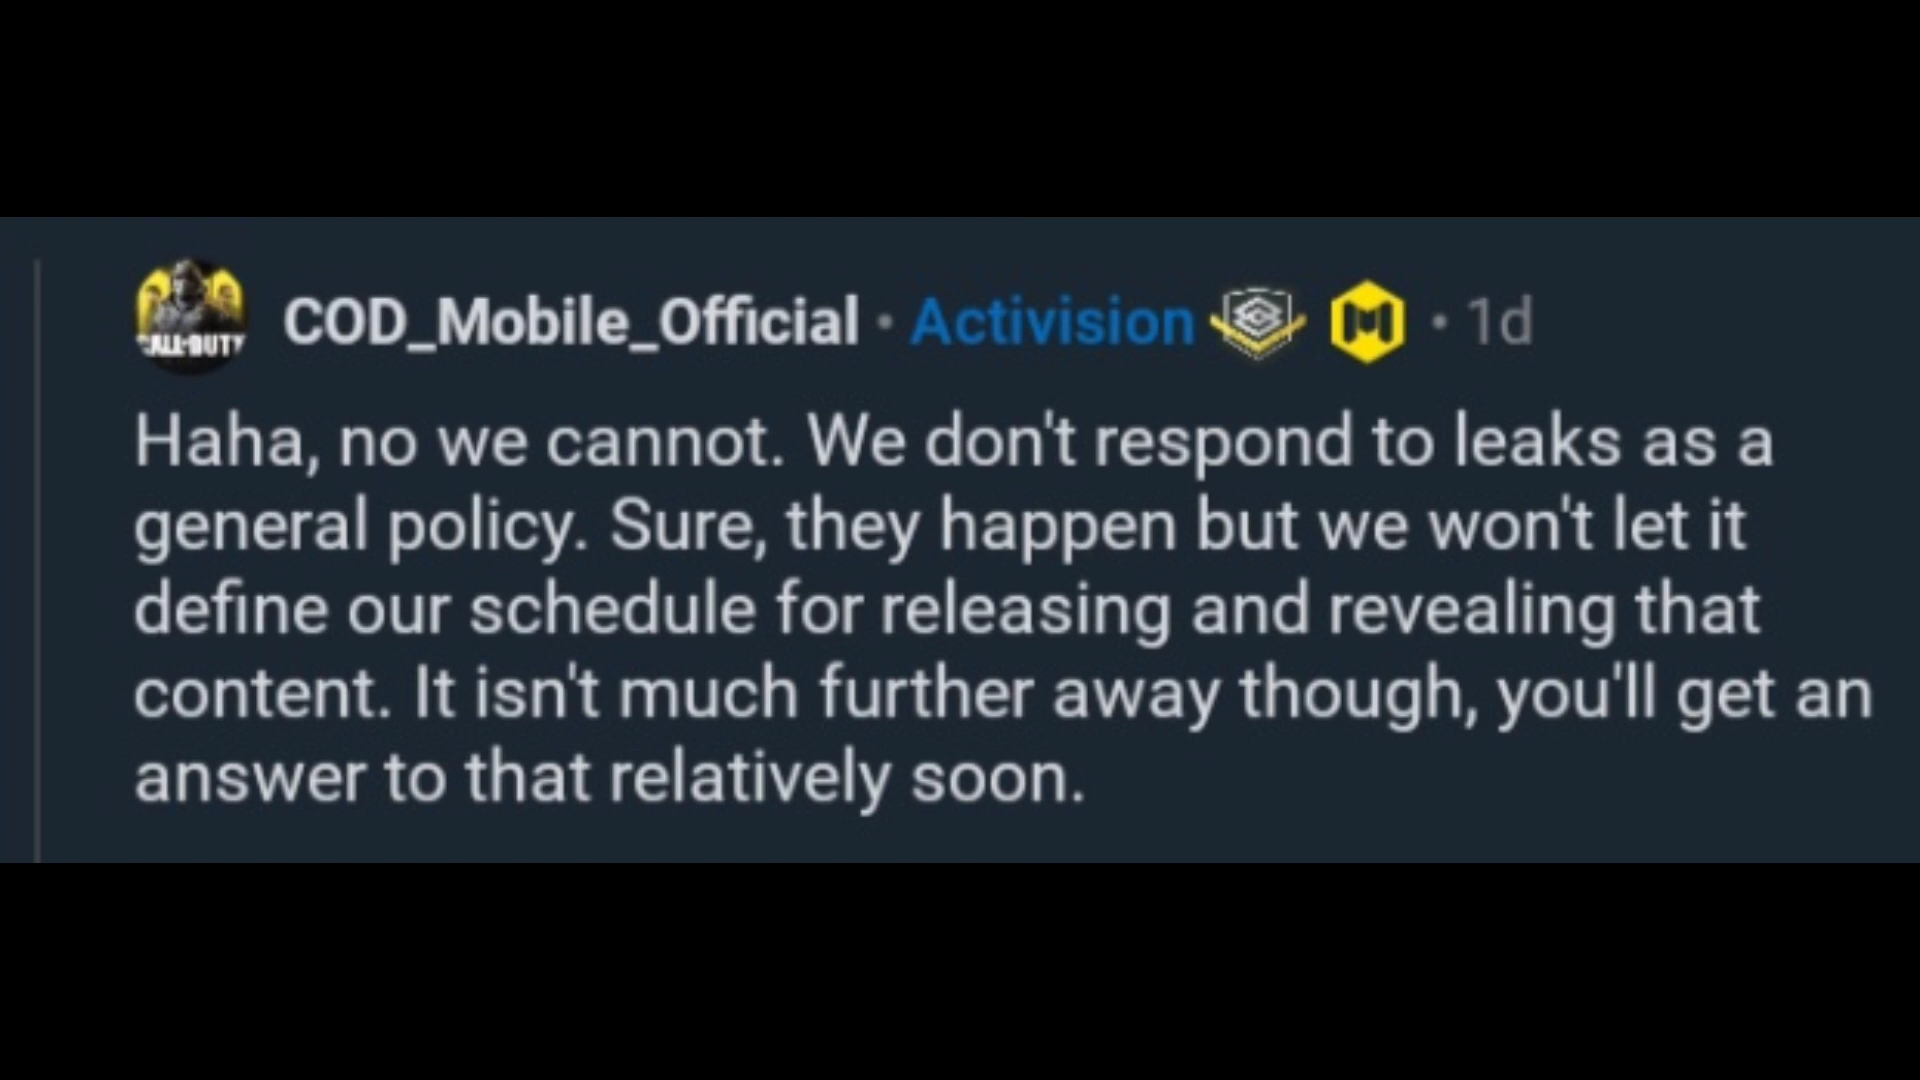 COD_Mobile_Official • Activision • 1d
Haha, no we cannot. We don't respond to leaks as a
general policy. Sure, they happen but we won't let it
define our schedule for releasing and revealing that
content. It isn't much further away though, you'll get an
answer to that relatively soon.
CALL·DUTY